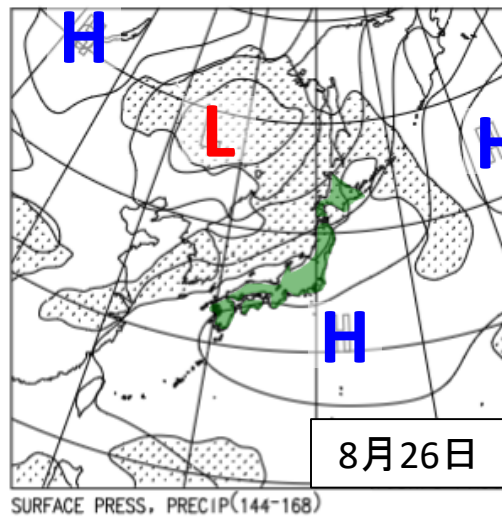 H
L
H
H
8月26日
SURFACE PRESS, PRECIP(144-168)